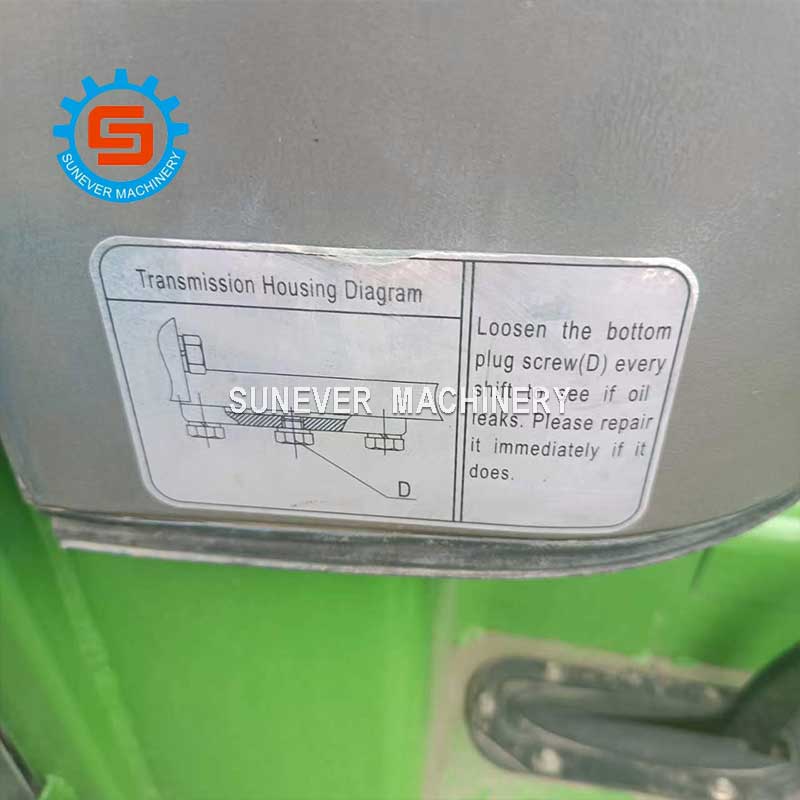 SUNEVER MACHINERY
Transmission Housing Diagram
D
Loosen the bottom
plug screw(D) every
shift to see if oil
leaks. Please repair
it immediately if it
does.
SUNEVER MACHINERY